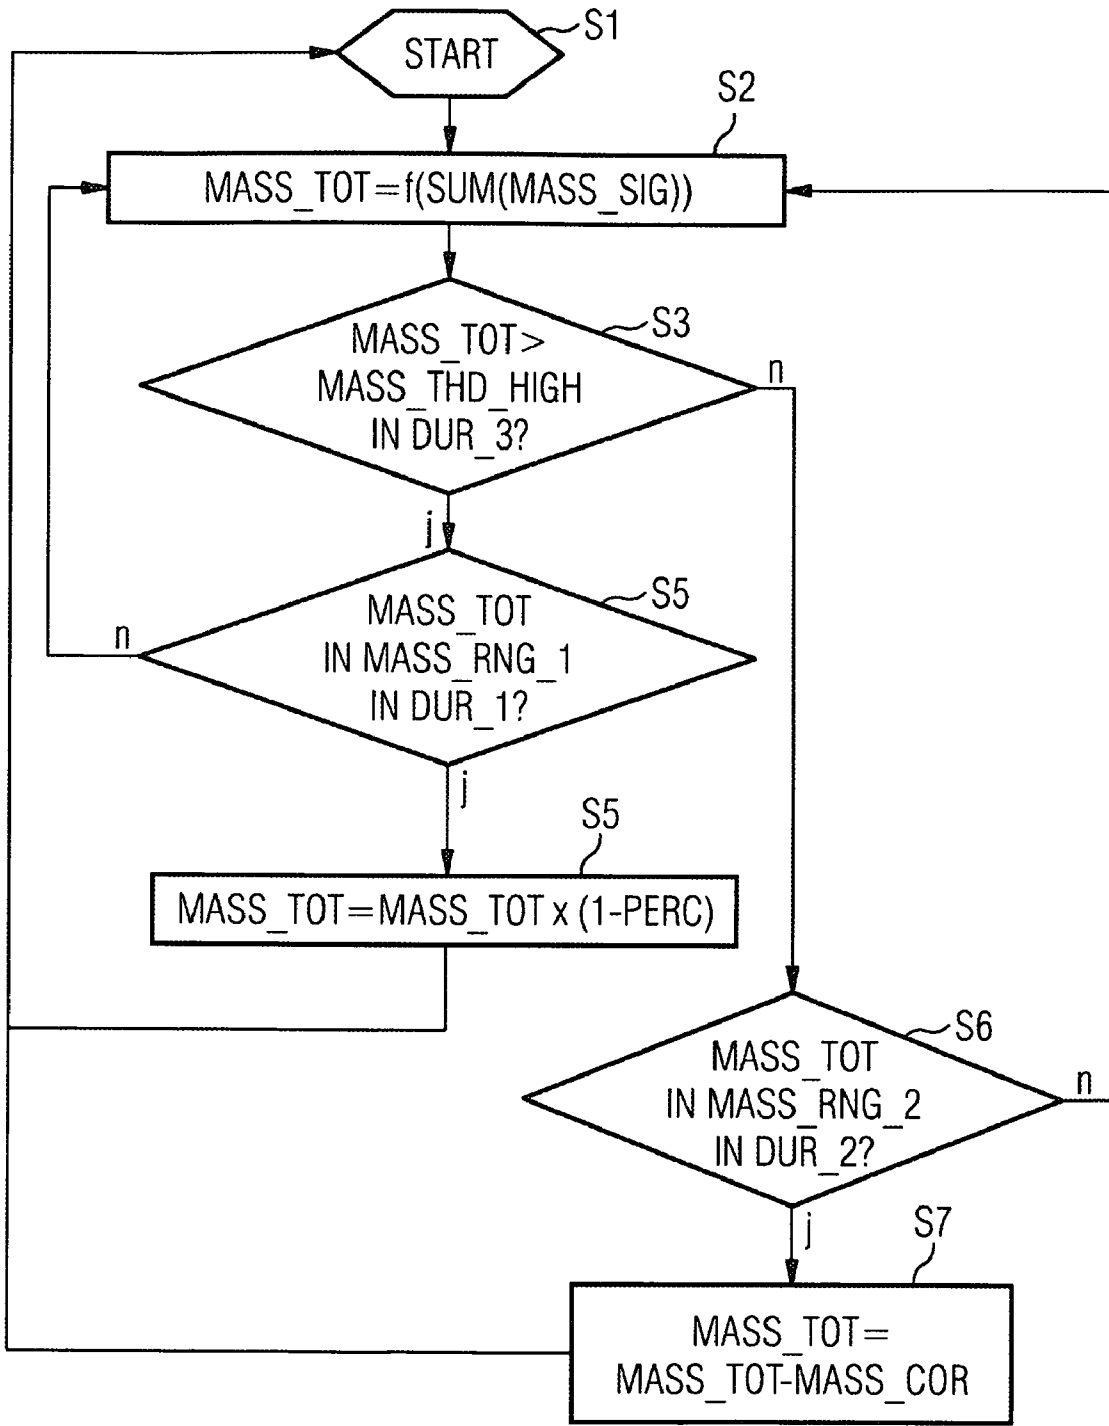 START
S1
S2
MASS_TOT=f(SUM(MASS_SIG))
S3
MASS_TOT>
MASS_THD_HIGH
IN DUR_3?
n
j
S5
MASS_TOT
IN MASS_RNG_1
IN DUR_1?
n
j
S5
MASS_TOT=MASS_TOT x (1-PERC)
S6
MASS_TOT
IN MASS_RNG_2
IN DUR_2?
n
j
S7
MASS_TOT=
MASS_TOT-MASS_COR